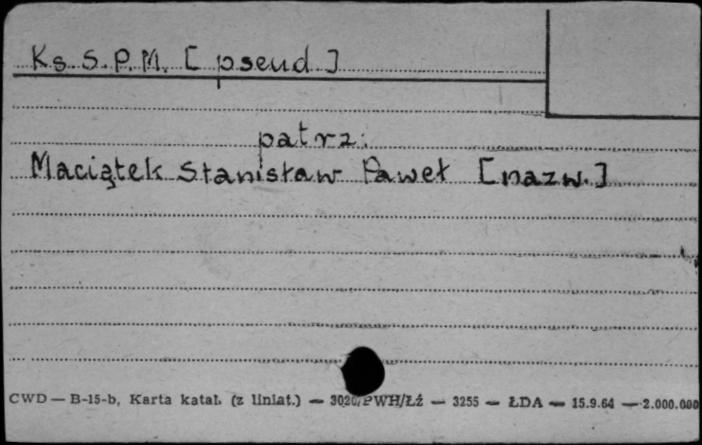 Ks. S. P. M. [pseud]
patrz:
Maciątek Stanisław Paweł [nazw.]
CWD — B-15-b, Karta katal. (z liniat.) — 3020/PWH/Łź — 3255 — ŁDA — 15.9.64 — 2.000.000